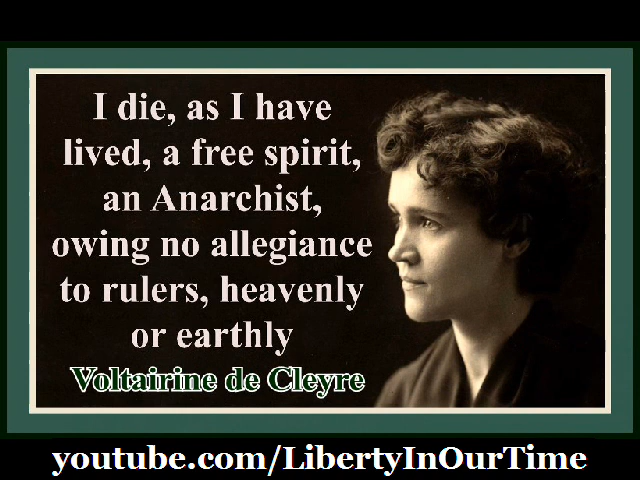 I die, as I have
lived, a free spirit,
an Anarchist,
owing no allegiance
to rulers, heavenly
or earthly
Voltairine de Cleyre
youtube.com/LibertyInOurTime